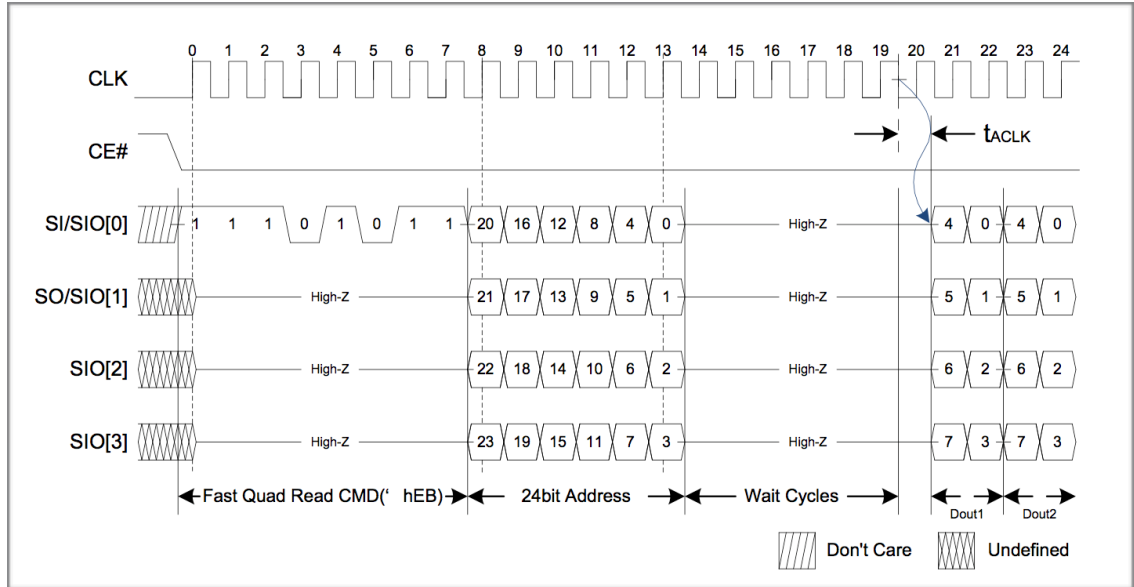 0 1 2 3 4 5 6 7 8 9 10 11 12 13 14 15 16 17 18 19 20 21 22 23 24
CLK
CE# tACLK
SI/SIO[0] 1 1 1 0 1 0 1 1 20 16 12 8 4 0 High-Z 4 0 4 0
SO/SIO[1] High-Z 21 17 13 9 5 1 High-Z 5 1 5 1
SIO[2] High-Z 22 18 14 10 6 2 High-Z 6 2 6 2
SIO[3] High-Z 23 19 15 11 7 3 High-Z 7 3 7 3
Fast Quad Read CMD(‘ hEB) 24bit Address Wait Cycles
Dout1 Dout2
Don't Care Undefined